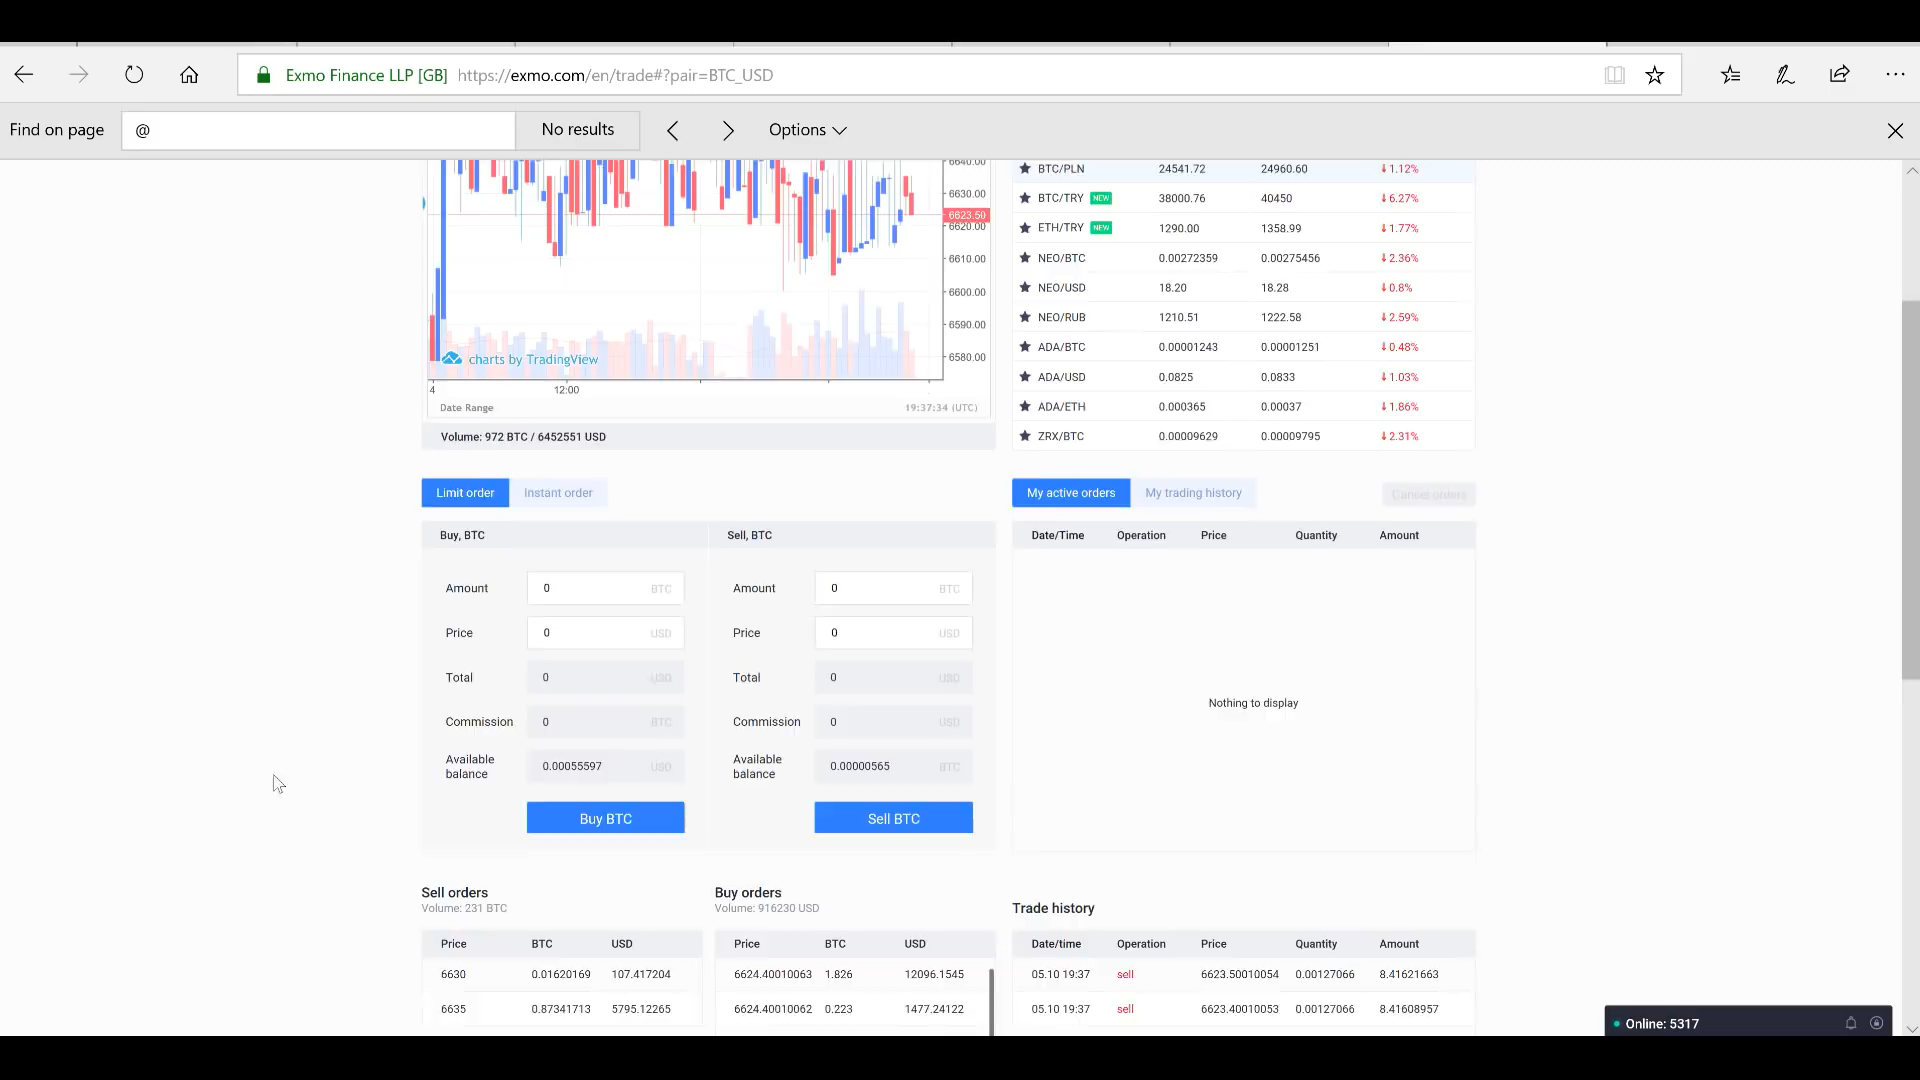 Exmo Finance LLP [GB] https://exmo.com/en/trade#?pair=BTC_USD
Find on page @ No results Options
6640.00
6630.00
6623.50
6620.00
6610.00
6600.00
6590.00
6580.00
charts by TradingView
4 12:00
Date Range 19:37:34 (UTC)
Volume: 972 BTC / 6452551 USD
BTC/PLN 24541.72 24960.60 ↓1.12%
BTC/TRY NEW 38000.76 40450 ↓6.27%
ETH/TRY NEW 1290.00 1358.99 ↓1.77%
NEO/BTC 0.00272359 0.00275456 ↓2.36%
NEO/USD 18.20 18.28 ↓0.8%
NEO/RUB 1210.51 1222.58 ↓2.59%
ADA/BTC 0.00001243 0.00001251 ↓0.48%
ADA/USD 0.0825 0.0833 ↓1.03%
ADA/ETH 0.000365 0.00037 ↓1.86%
ZRX/BTC 0.00009629 0.00009795 ↓2.31%
Limit order Instant order
Buy, BTC Sell, BTC
Amount 0 BTC Amount 0 BTC
Price 0 USD Price 0 USD
Total 0 USD Total 0 USD
Commission 0 BTC Commission 0 USD
Available balance 0.00055597 USD Available balance 0.00000565 BTC
Buy BTC Sell BTC
My active orders My trading history Cancel orders
Date/Time Operation Price Quantity Amount
Nothing to display
Sell orders
Volume: 231 BTC
Price BTC USD
6630 0.01620169 107.417204
6635 0.87341713 5795.12265
Buy orders
Volume: 916230 USD
Price BTC USD
6624.40010063 1.826 12096.1545
6624.40010062 0.223 1477.24122
Trade history
Date/time Operation Price Quantity Amount
05.10 19:37 sell 6623.50010054 0.00127066 8.41621663
05.10 19:37 sell 6623.40010053 0.00127066 8.41608957
Online: 5317